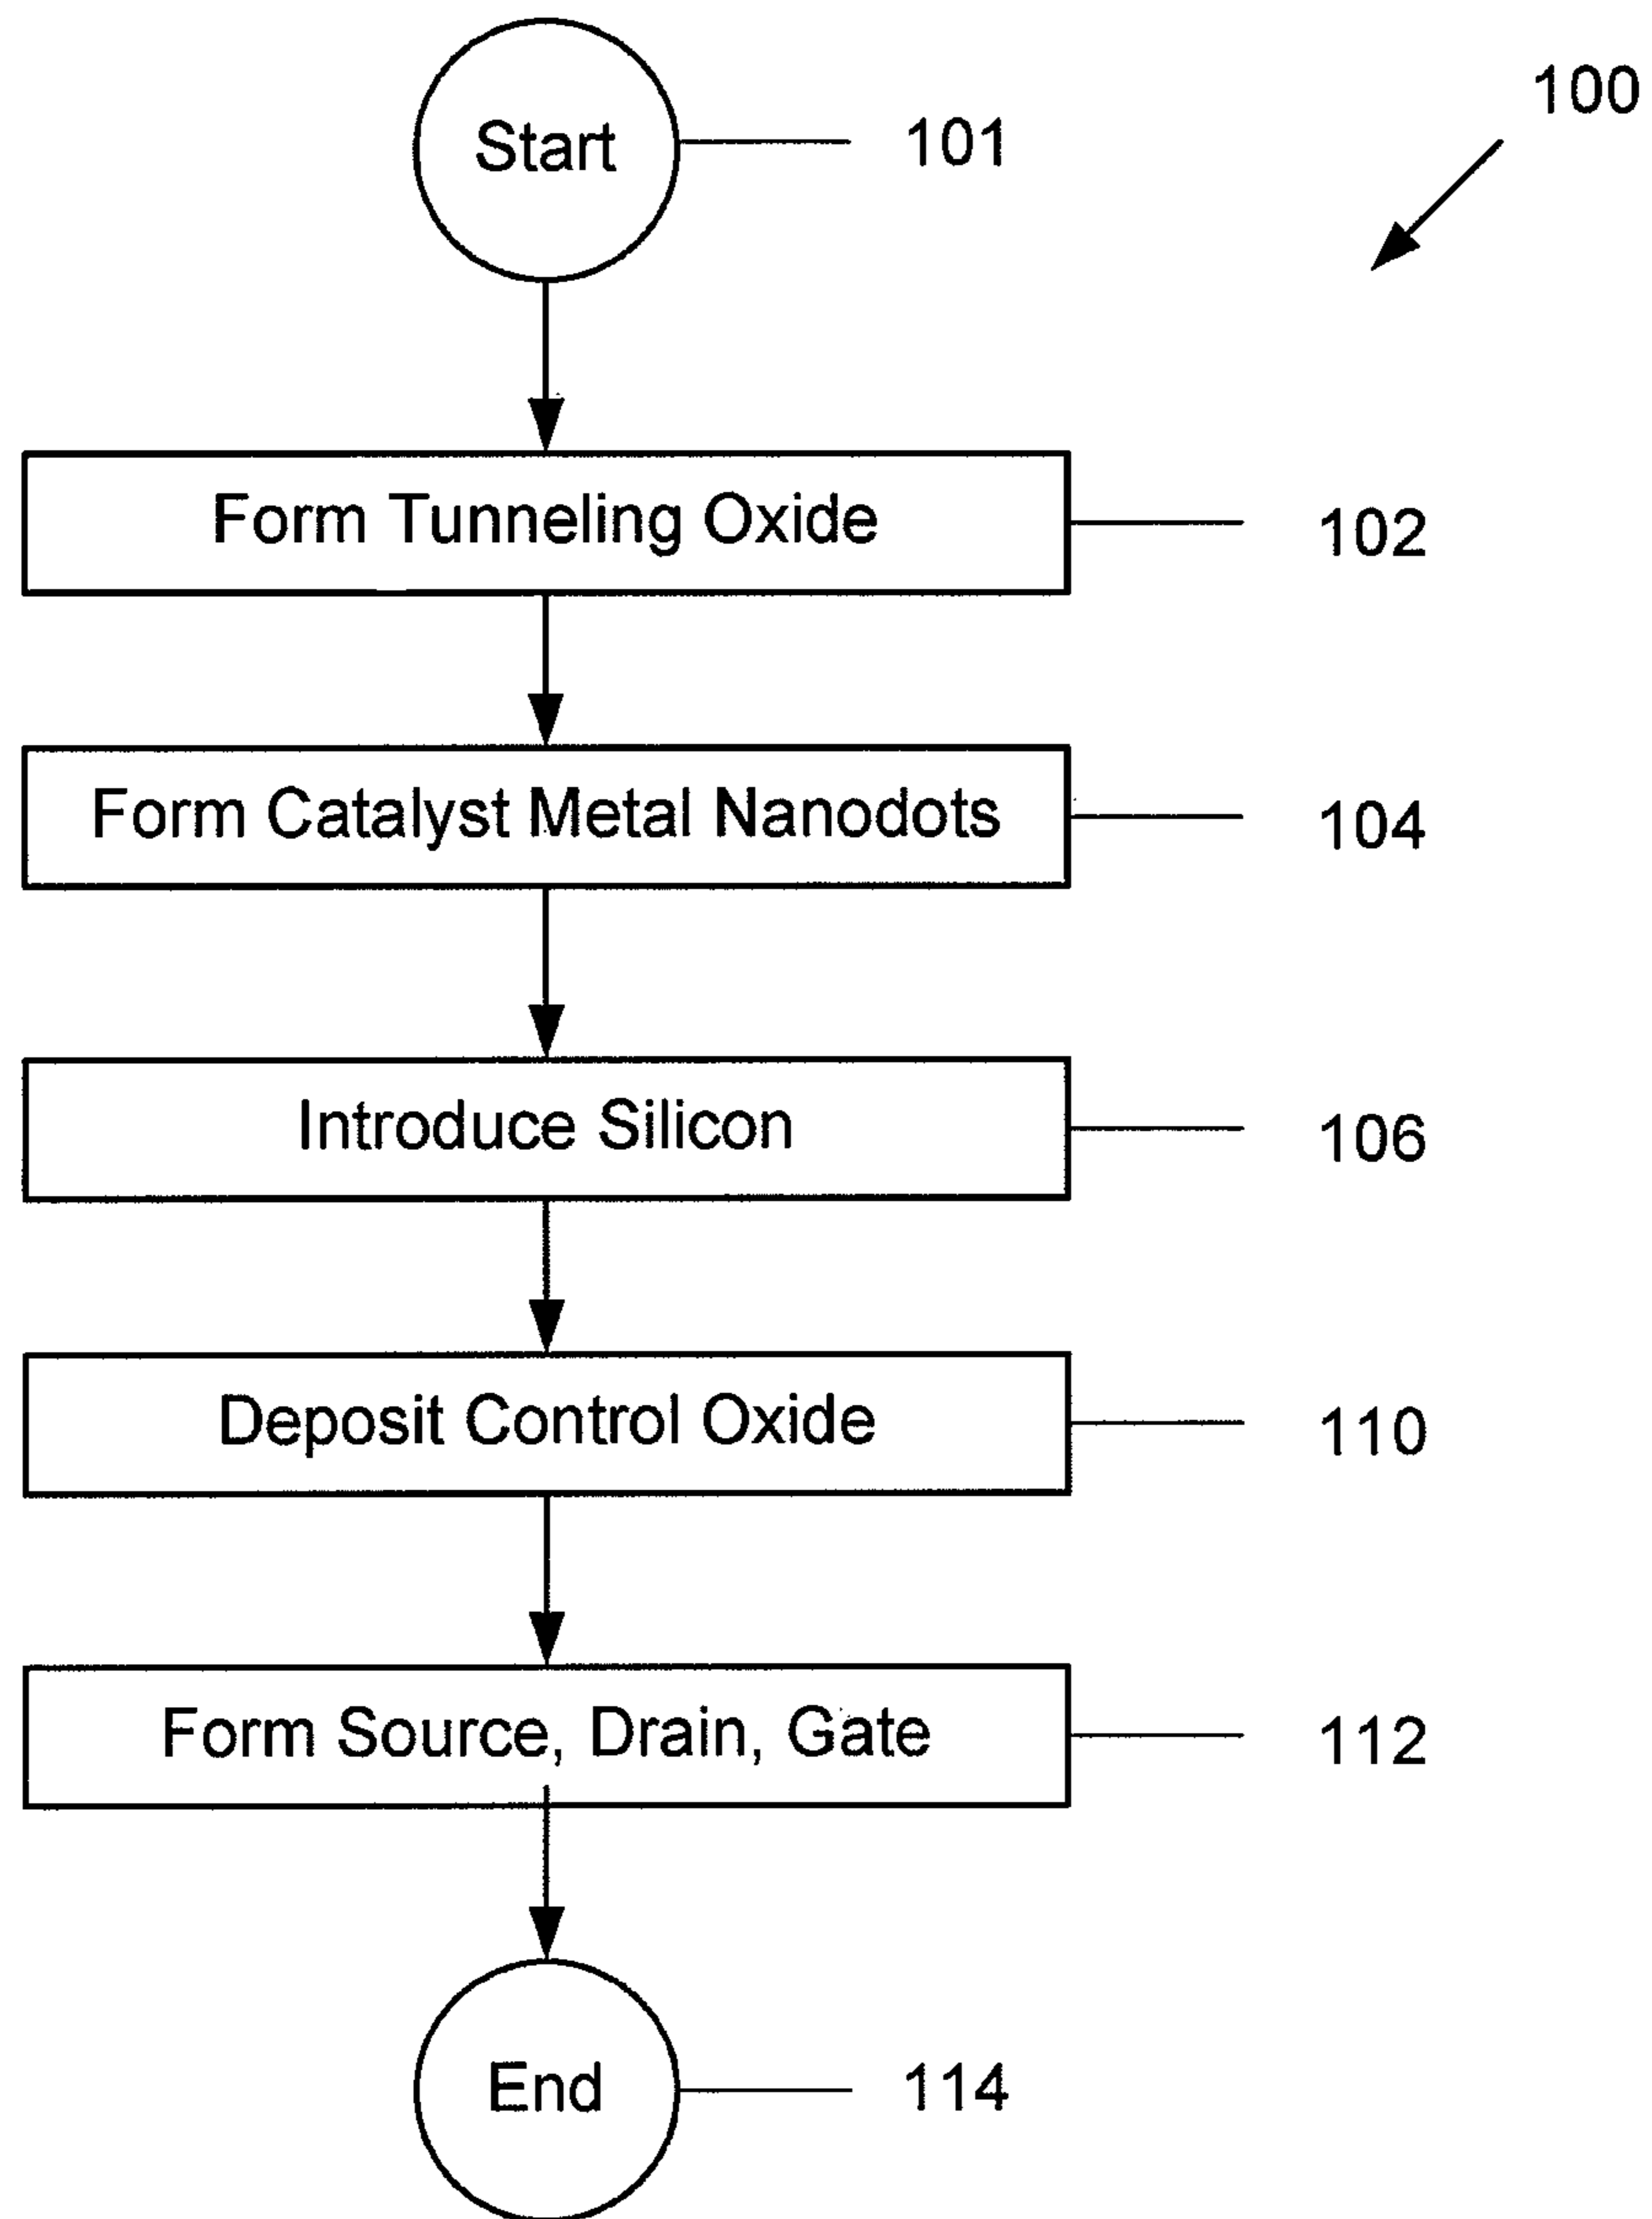 100
Start
101
Form Tunneling Oxide
102
Form Catalyst Metal Nanodots
104
Introduce Silicon
106
Deposit Control Oxide
110
Form Source, Drain, Gate
112
End
114